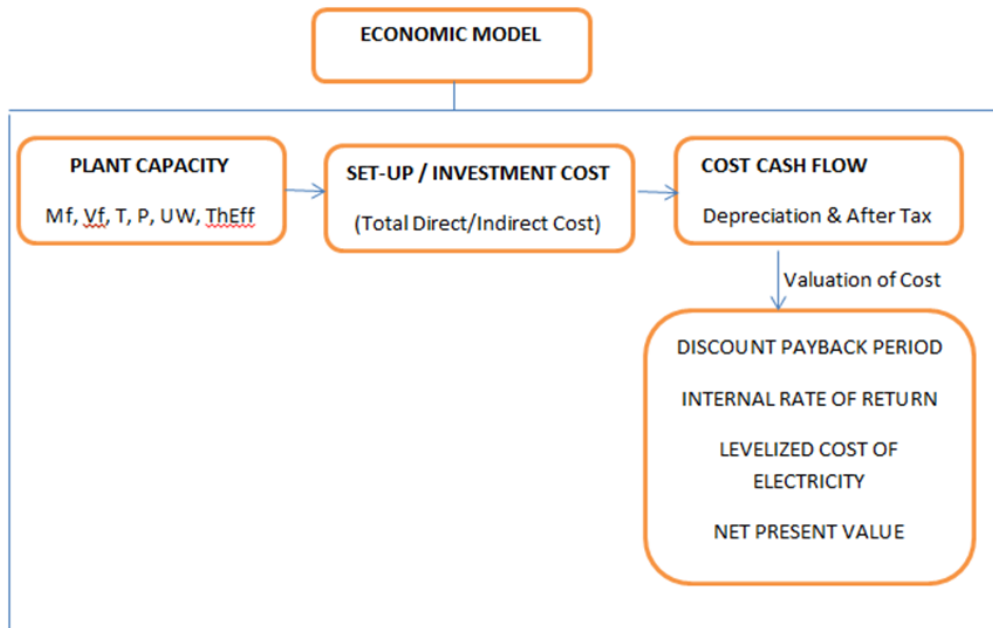 ECONOMIC MODEL
PLANT CAPACITY
Mf, Vf, T, P, UW, ThEff
SET-UP / INVESTMENT COST
(Total Direct/Indirect Cost)
COST CASH FLOW
Depreciation & After Tax
Valuation of Cost
DISCOUNT PAYBACK PERIOD
INTERNAL RATE OF RETURN
LEVELIZED COST OF
ELECTRICITY
NET PRESENT VALUE